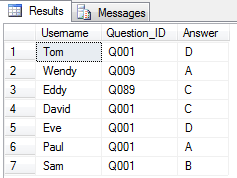 Results Messages
Username Question_ID Answer
1 Tom Q001 D
2 Wendy Q009 A
3 Eddy Q089 C
4 David Q001 C
5 Eve Q001 D
6 Paul Q001 A
7 Sam Q001 B